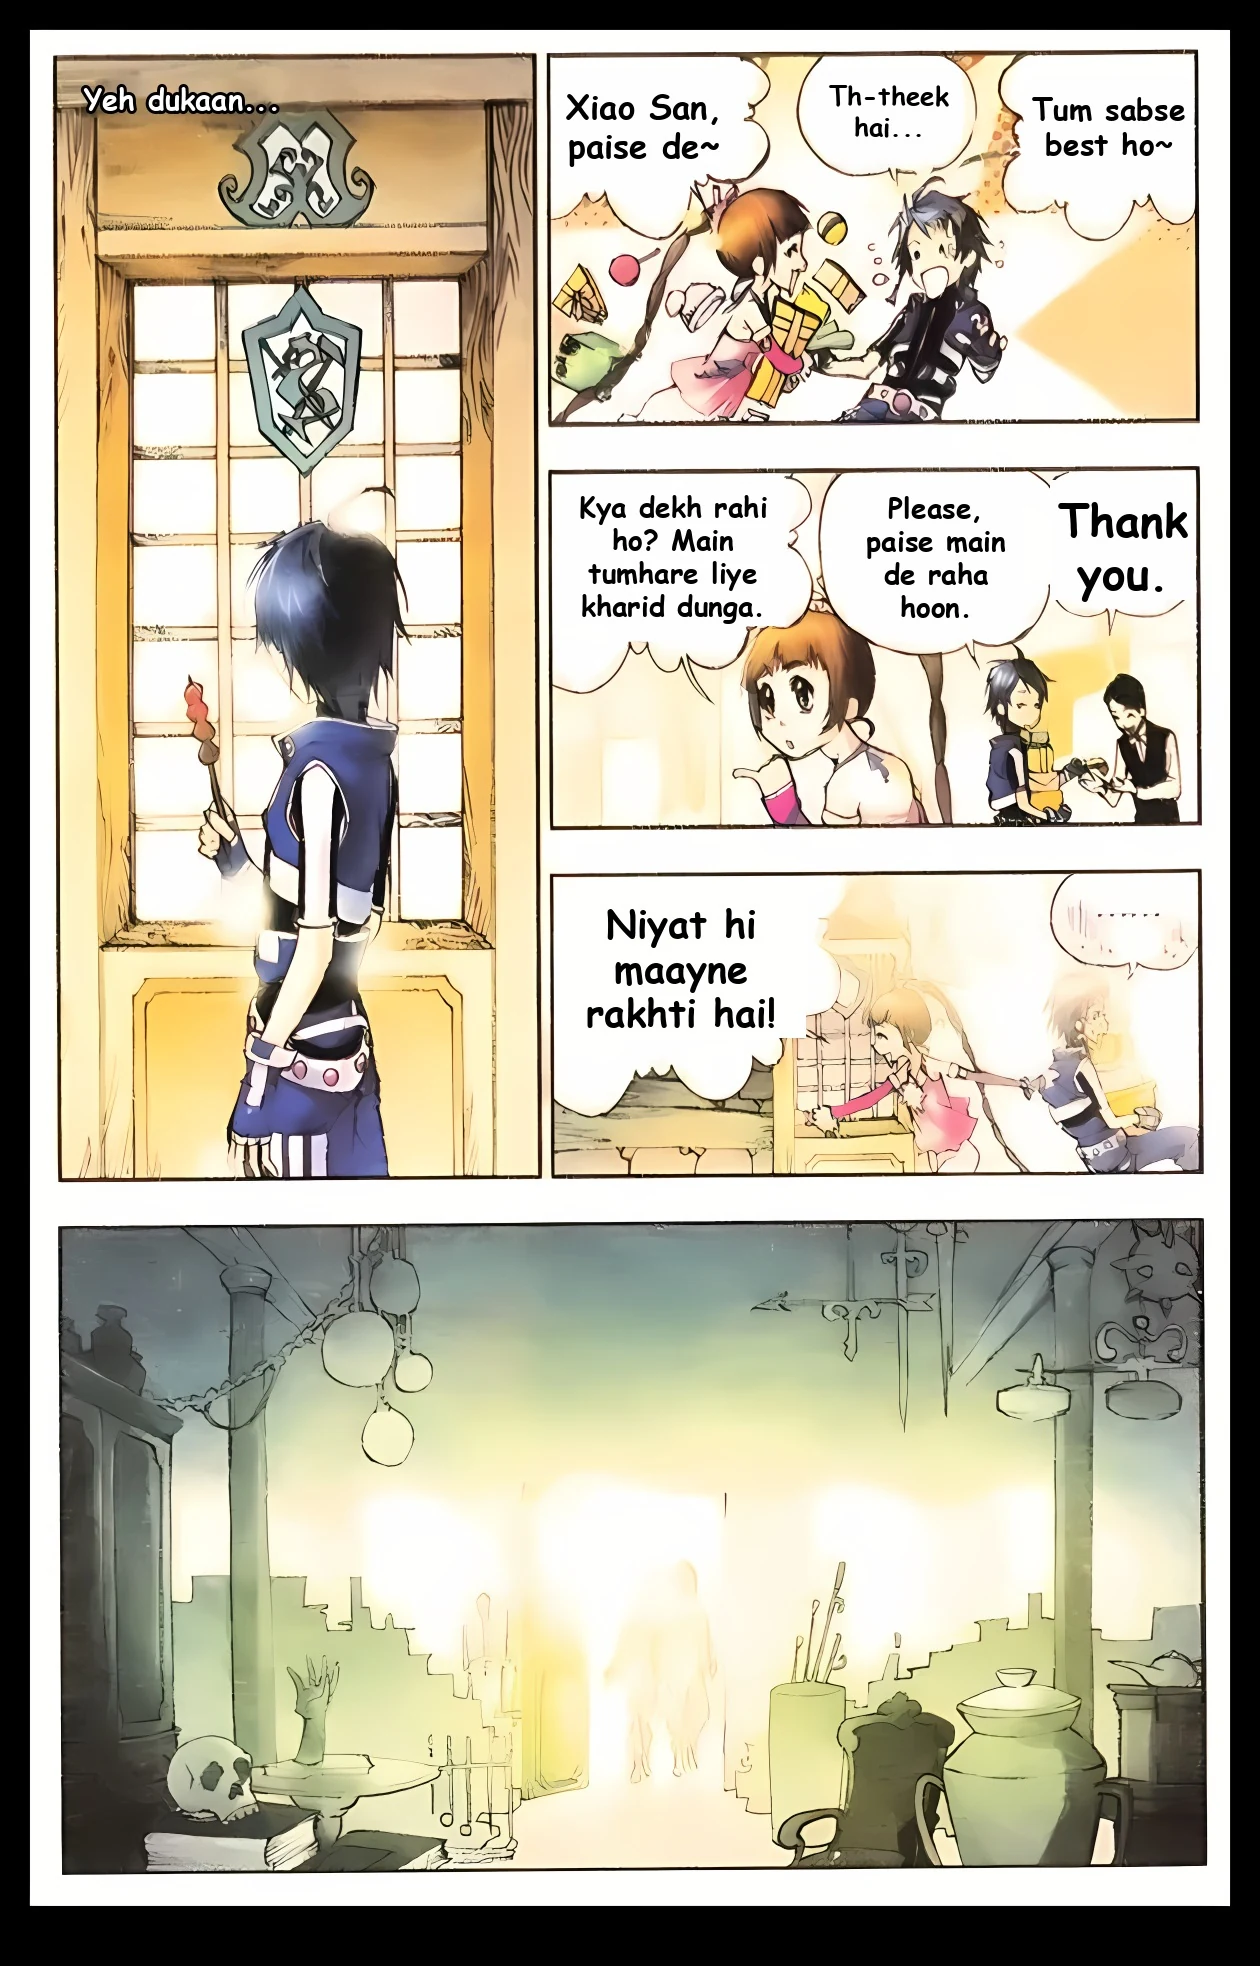 Yeh dukaan...
Xiao San,
paise de~
Th-theek
hai...
Tum sabse
best ho~
Kya dekh rahi
ho? Main
tumhare liye
kharid dunga.
Please,
paise main
de raha
hoon.
Thank
you.
Niyat hi
maayne
rakhti hai!
......